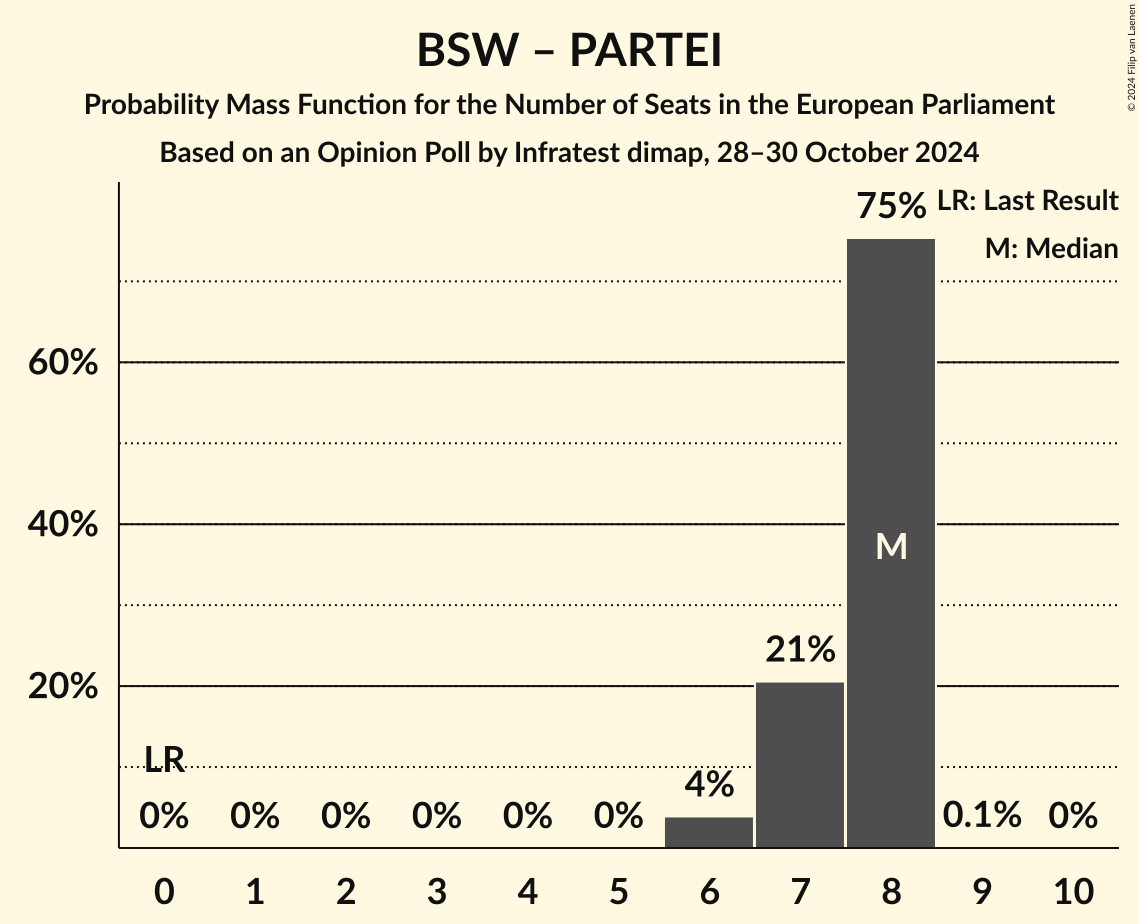 BSW – PARTEI
Probability Mass Function for the Number of Seats in the European Parliament
Based on an Opinion Poll by Infratest dimap, 28–30 October 2024
© 2024 Filip van Laenen
LR: Last Result
M: Median
75%
60%
40%
M
21%
20%
LR
4%
0% 0% 0% 0% 0% 0% 0.1% 0%
0 1 2 3 4 5 6 7 8 9 10